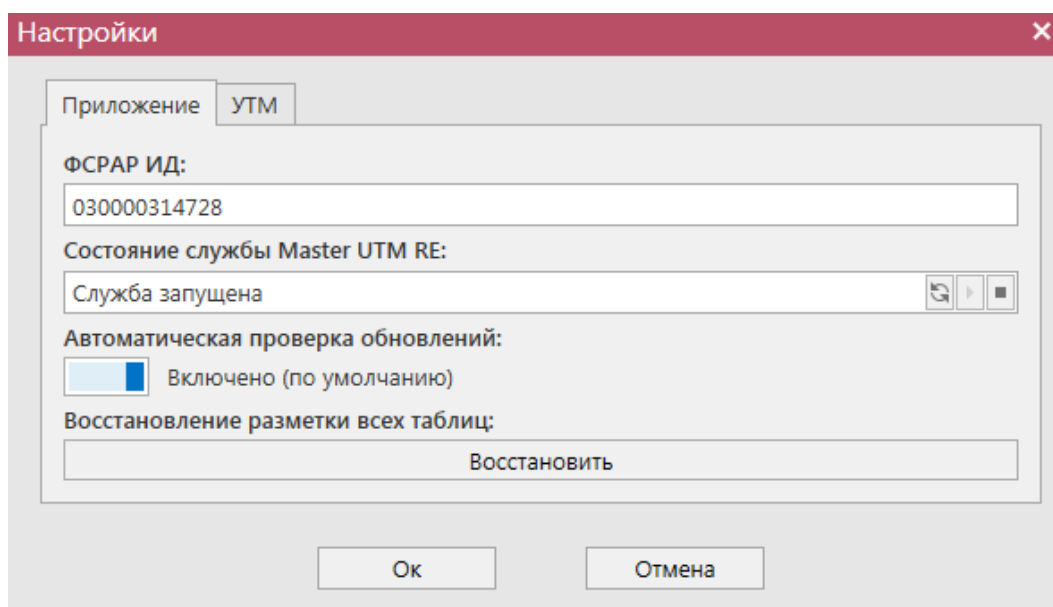 Настройки
Приложение УТМ
ФСРАР ИД:
030000314728
Состояние службы Master UTM RE:
Служба запущена
Автоматическая проверка обновлений:
Включено (по умолчанию)
Восстановление разметки всех таблиц:
Восстановить
Ок Отмена